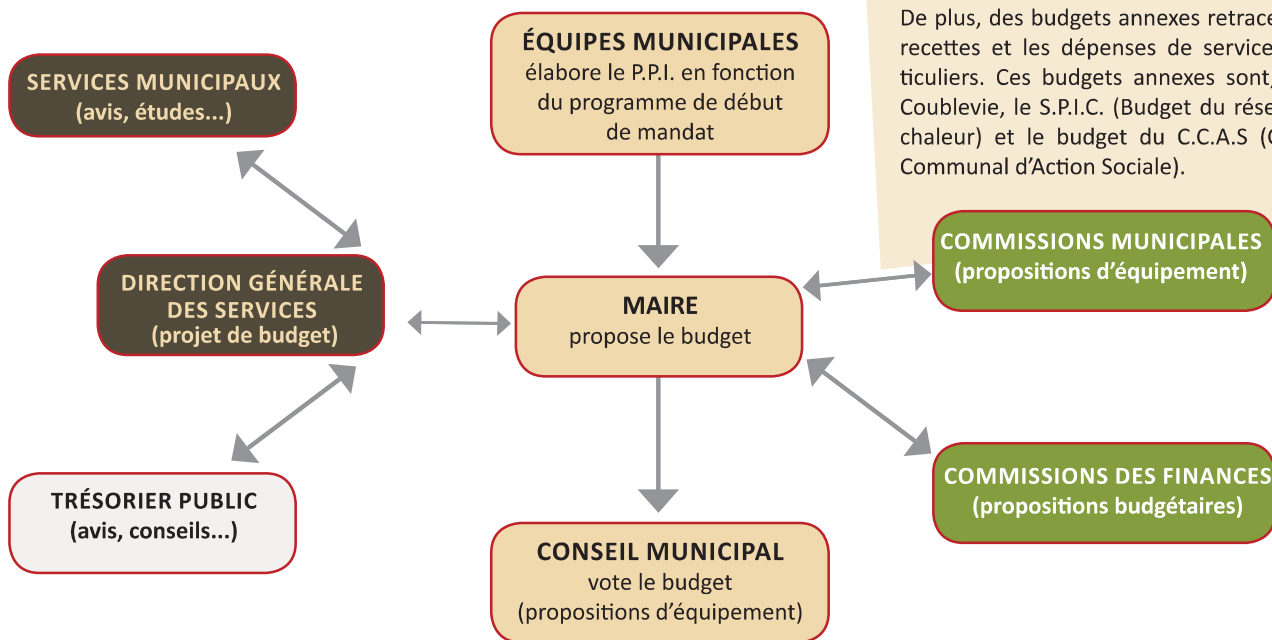 ÉQUIPES MUNICIPALES
élabore le P.P.I. en fonction
du programme de début
de mandat
De plus, des budgets annexes
recettes et les dépenses de
ticuliers. Ces budgets annexes sont,
Coublevie, le S.P.I.C. (Budget du
chaleur) et le budget du C.C.A.S
Communal d’Action Sociale).
SERVICES MUNICIPAUX
(avis, études...)
COMMISSIONS MUNICIPALES
(propositions d’équipement)
DIRECTION GÉNÉRALE
DES SERVICES
(projet de budget)
MAIRE
propose le budget
TRÉSORIER PUBLIC
(avis, conseils...)
COMMISSIONS DES FINANCES
(propositions budgétaires)
CONSEIL MUNICIPAL
vote le budget
(propositions d’équipement)